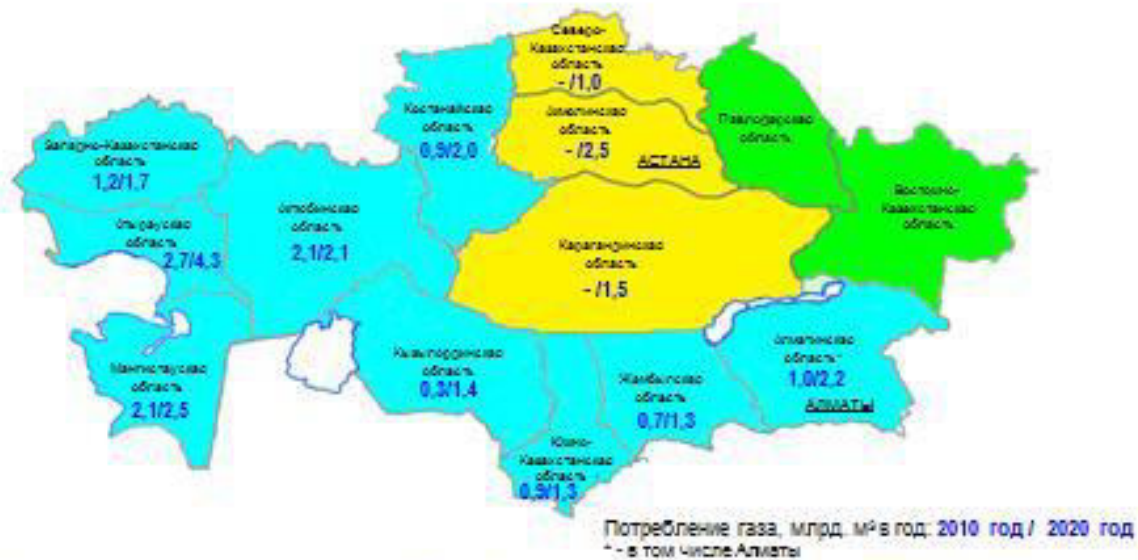 Северо-
Казахстанская
область
- /1,0
Костанайская
область
0,9/2,0
Акмолинская
область
- /2,5
АСТАНА
Павлодарская
область
Западно-Казахстанская
область
1,2/1,7
Восточно-
Казахстанская
область
Атырауская
область
2,7/4,3
Актюбинская
область
2,1/2,1
Карагандинская
область
- /1,5
Мангистауская
область
2,1/2,5
Кызылординская
область
0,3/1,4
Жамбылская
область
0,7/1,3
Алматинская
область*
1,0/2,2
АЛМАТЫ
Южно-
Казахстанская
область
0,9/1,3
Потребление газа, млрд. м³ в год: 2010 год / 2020 год
* - в том числе Алматы